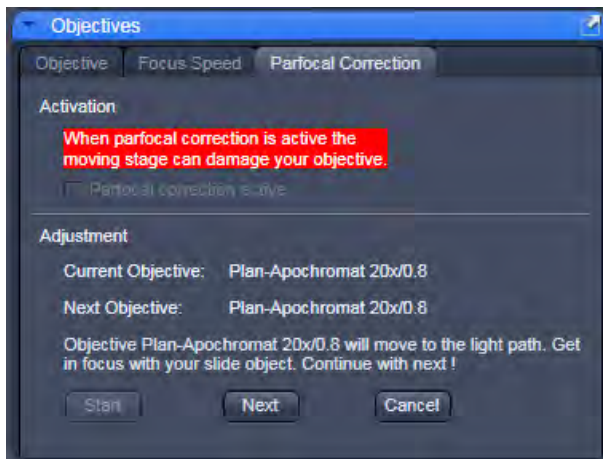 Objectives
Objective Focus Speed Parfocal Correction
Activation
When parfocal correction is active the
moving stage can damage your objective.
Parfocal correction active
Adjustment
Current Objective: Plan-Apochromat 20x/0.8
Next Objective: Plan-Apochromat 20x/0.8
Objective Plan-Apochromat 20x/0.8 will move to the light path. Get
in focus with your slide object. Continue with next !
Start Next Cancel